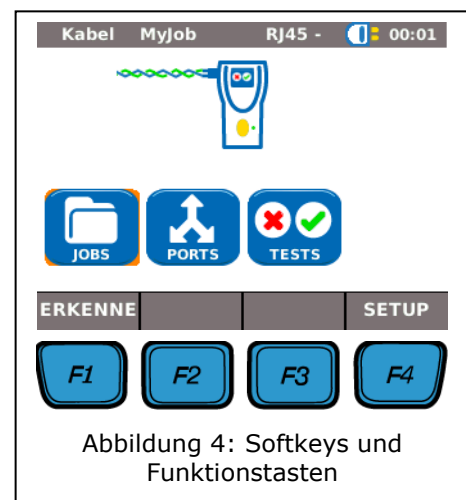 Kabel MyJob RJ45 - 00:01
JOBS PORTS TESTS
ERKENNE SETUP
F1 F2 F3 F4
Abbildung 4: Softkeys und
Funktionstasten